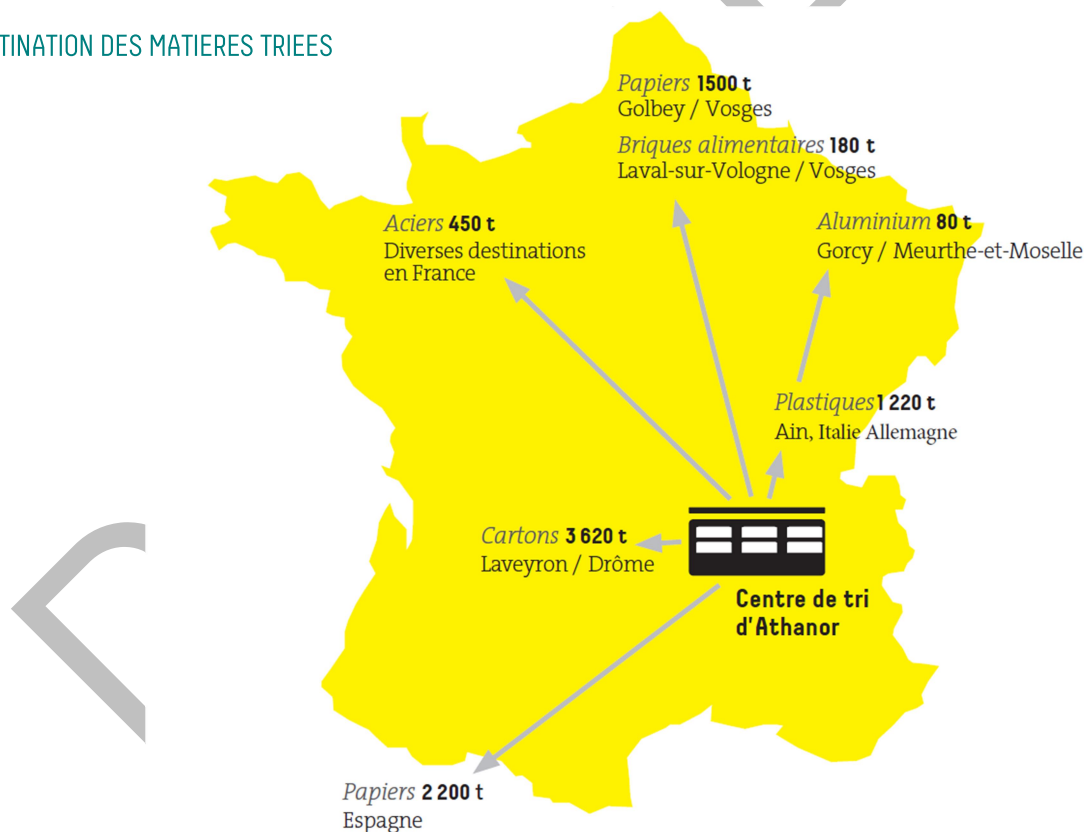 TINATION DES MATIERES TRIEES
Papiers 1500 t
Golbey / Vosges
Briques alimentaires 180 t
Laval-sur-Vologne / Vosges
Aciers 450 t
Diverses destinations
en France
Aluminium 80 t
Gorcy / Meurthe-et-Moselle
Plastiques 1 220 t
Ain, Italie Allemagne
Cartons 3 620 t
Laveyron / Drôme
Centre de tri
d'Athanor
Papiers 2 200 t
Espagne